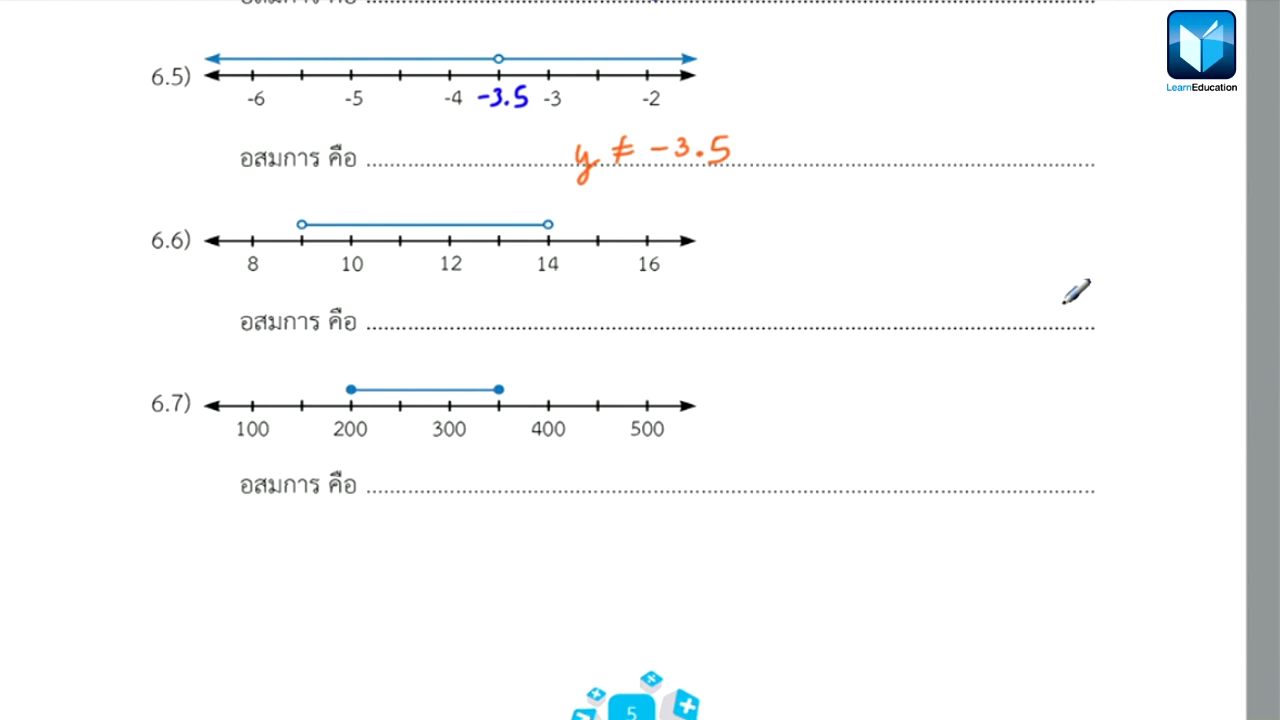 LearnEducation
6.5)
-6 -5 -4 -3.5 -3 -2
อสมการ คือ y ≠ -3.5
6.6)
8 10 12 14 16
อสมการ คือ
6.7)
100 200 300 400 500
อสมการ คือ
5